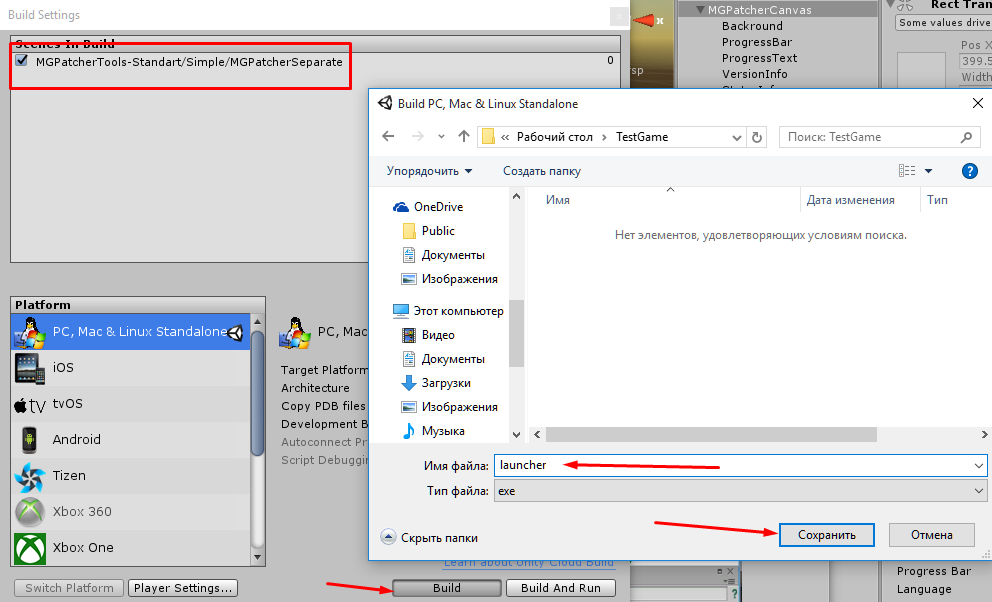 Build Settings
Scenes In Build
MGPatcherTools-Standart/Simple/MGPatcherSeparate
0
x
MGPatcherCanvas
Backround
ProgressBar
ProgressText
VersionInfo
Rect Tran
Some values drive
Pos X
399.5
Width
Build PC, Mac & Linux Standalone
« Рабочий стол › TestGame
Поиск: TestGame
Упорядочить
Создать папку
OneDrive
Public
Документы
Изображения
Этот компьютер
Видео
Документы
Загрузки
Изображения
Музыка
Имя
Дата изменения
Тип
Нет элементов, удовлетворяющих условиям поиска.
Имя файла: launcher
Тип файла: exe
Скрыть папки
Сохранить
Отмена
Platform
PC, Mac & Linux Standalone
iOS
tvOS
Android
Tizen
Xbox 360
Xbox One
PC, Mac
Target Platform
Architecture
Copy PDB files
Development B
Autoconnect Pr
Script Debuggin
Learn about Unity Cloud Build
Switch Platform
Player Settings...
Build
Build And Run
Progress Bar
Language